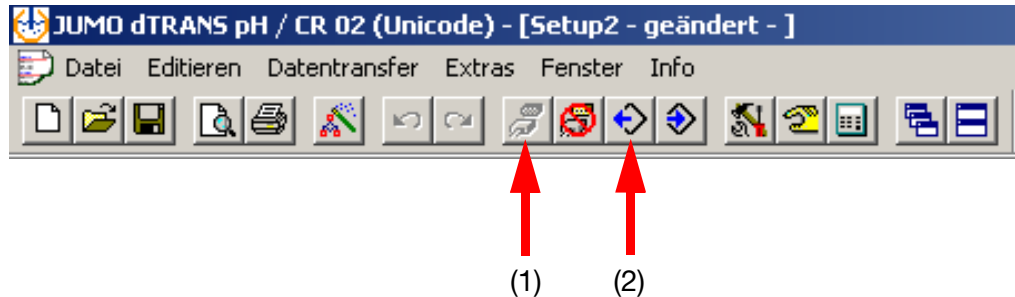 JUMO dTRANS pH / CR 02 (Unicode) - [Setup2 - geändert - ]
Datei Editieren Datentransfer Extras Fenster Info
(1) (2)